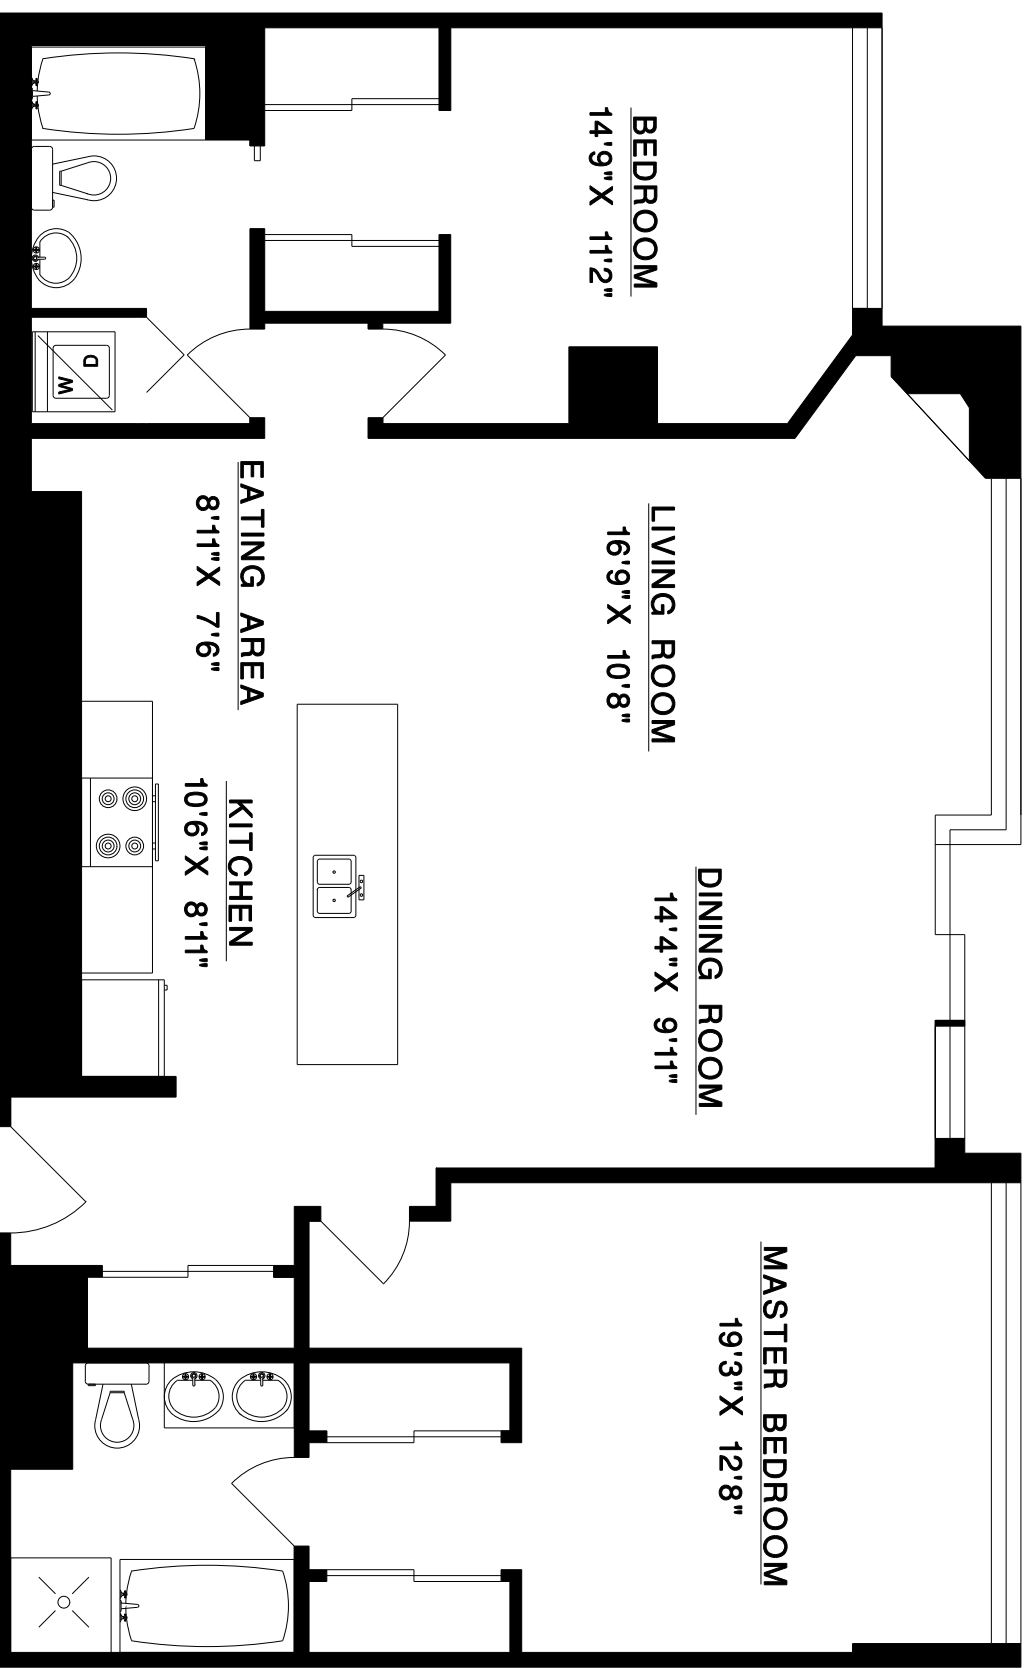 BEDROOM
14'9"X 11'2"
D
W
EATING AREA
8'11"X 7'6"
LIVING ROOM
16'9"X 10'8"
KITCHEN
10'6"X 8'11"
DINING ROOM
14'4"X 9'11"
MASTER BEDROOM
19'3"X 12'8"